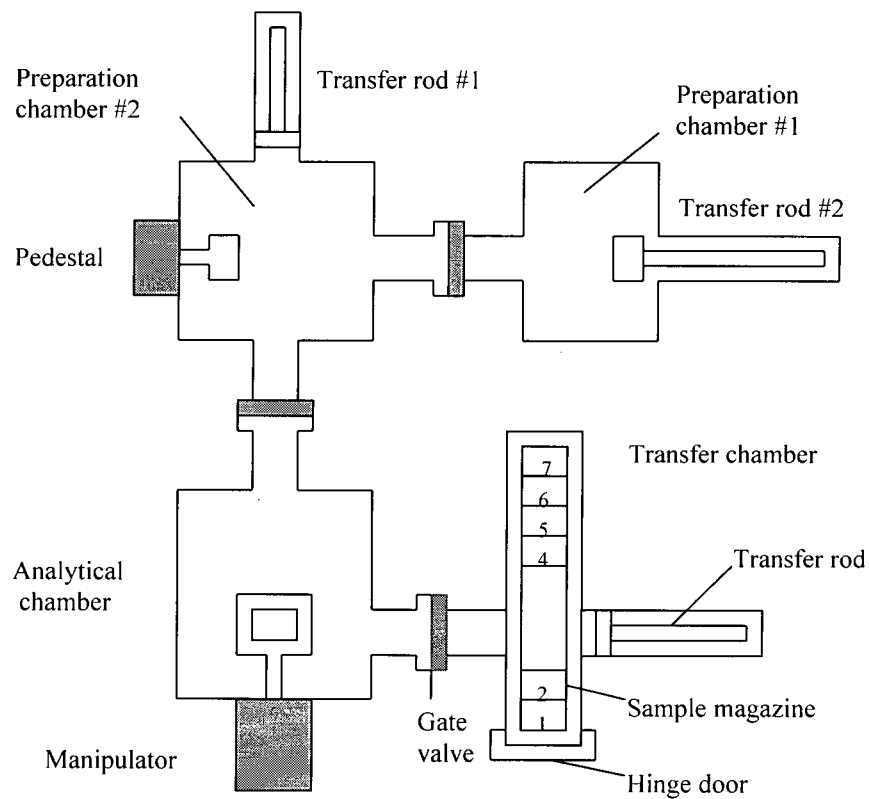 Preparation
chamber #2
Transfer rod #1
Preparation
chamber #1
Transfer rod #2
Pedestal
7
6
5
4
2
1
Transfer chamber
Transfer rod
Analytical
chamber
Sample magazine
Gate
valve
Manipulator
Hinge door